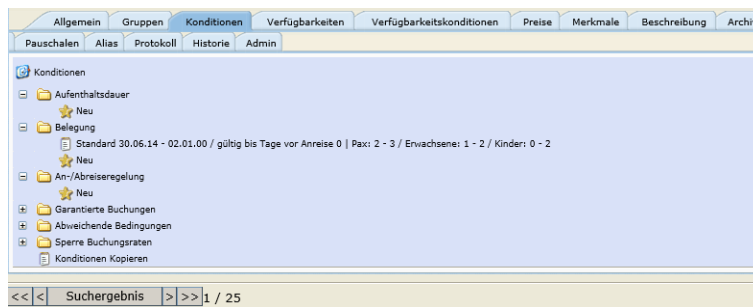 Allgemein Gruppen Konditionen Verfügbarkeiten Verfügbarkeitskonditionen Preise Merkmale Beschreibung Archi
Pauschalen Alias Protokoll Historie Admin
Konditionen
Aufenthaltsdauer
Neu
Belegung
Standard 30.06.14 - 02.01.00 / gültig bis Tage vor Anreise 0 | Pax: 2 - 3 / Erwachsene: 1 - 2 / Kinder: 0 - 2
Neu
An-/Abreiseregelung
Neu
Garantierte Buchungen
Abweichende Bedingungen
Sperre Buchungsraten
Konditionen Kopieren
<< < Suchergebnis > >> 1 / 25